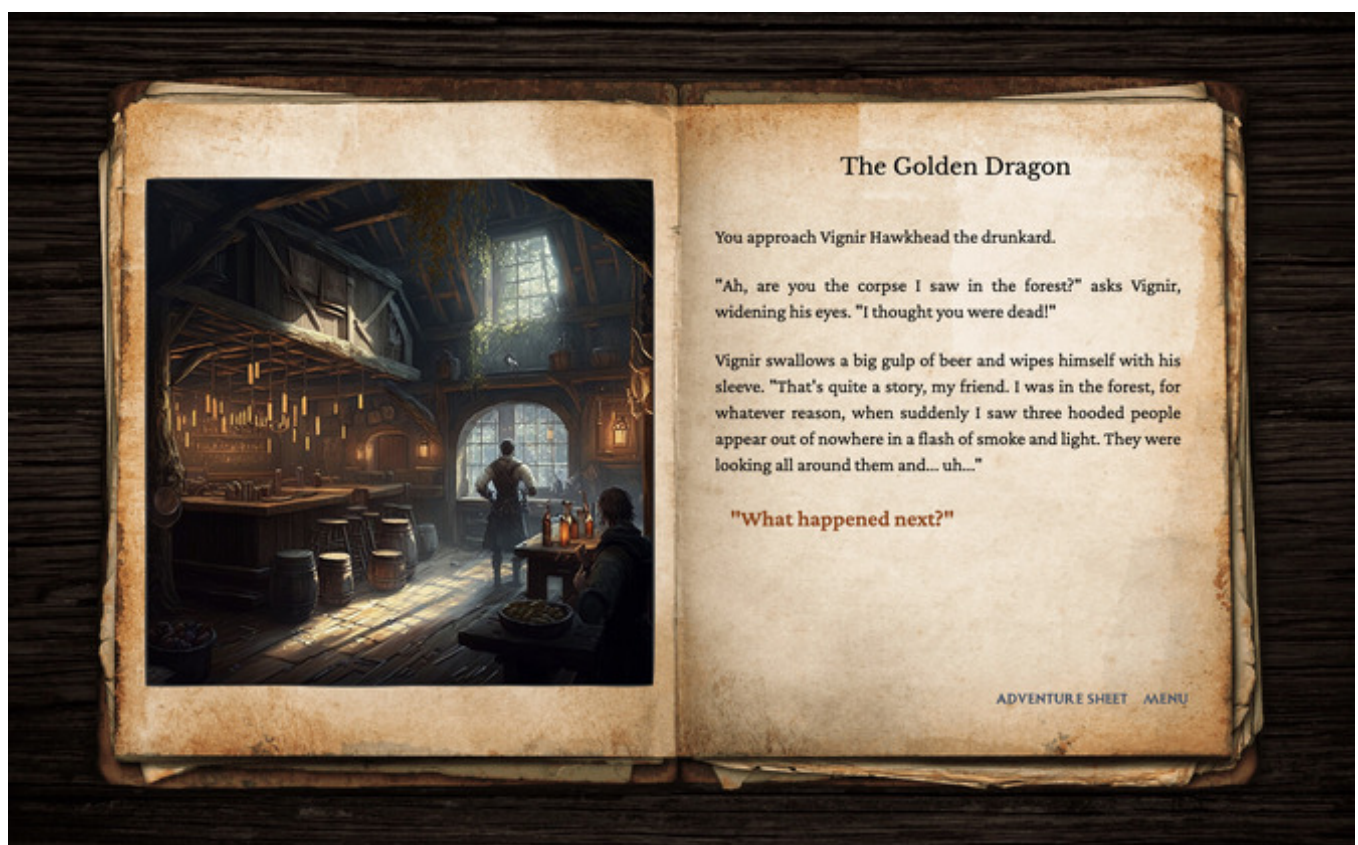 The Golden Dragon
You approach Vignir Hawkhead the drunkard.
"Ah, are you the corpse I saw in the forest?" asks Vignir,
widening his eyes. "I thought you were dead!"
Vignir swallows a big gulp of beer and wipes himself with his
sleeve. "That's quite a story, my friend. I was in the forest, for
whatever reason, when suddenly I saw three hooded people
appear out of nowhere in a flash of smoke and light. They were
looking all around them and... uh..."
"What happened next?"
ADVENTURE SHEET MENU